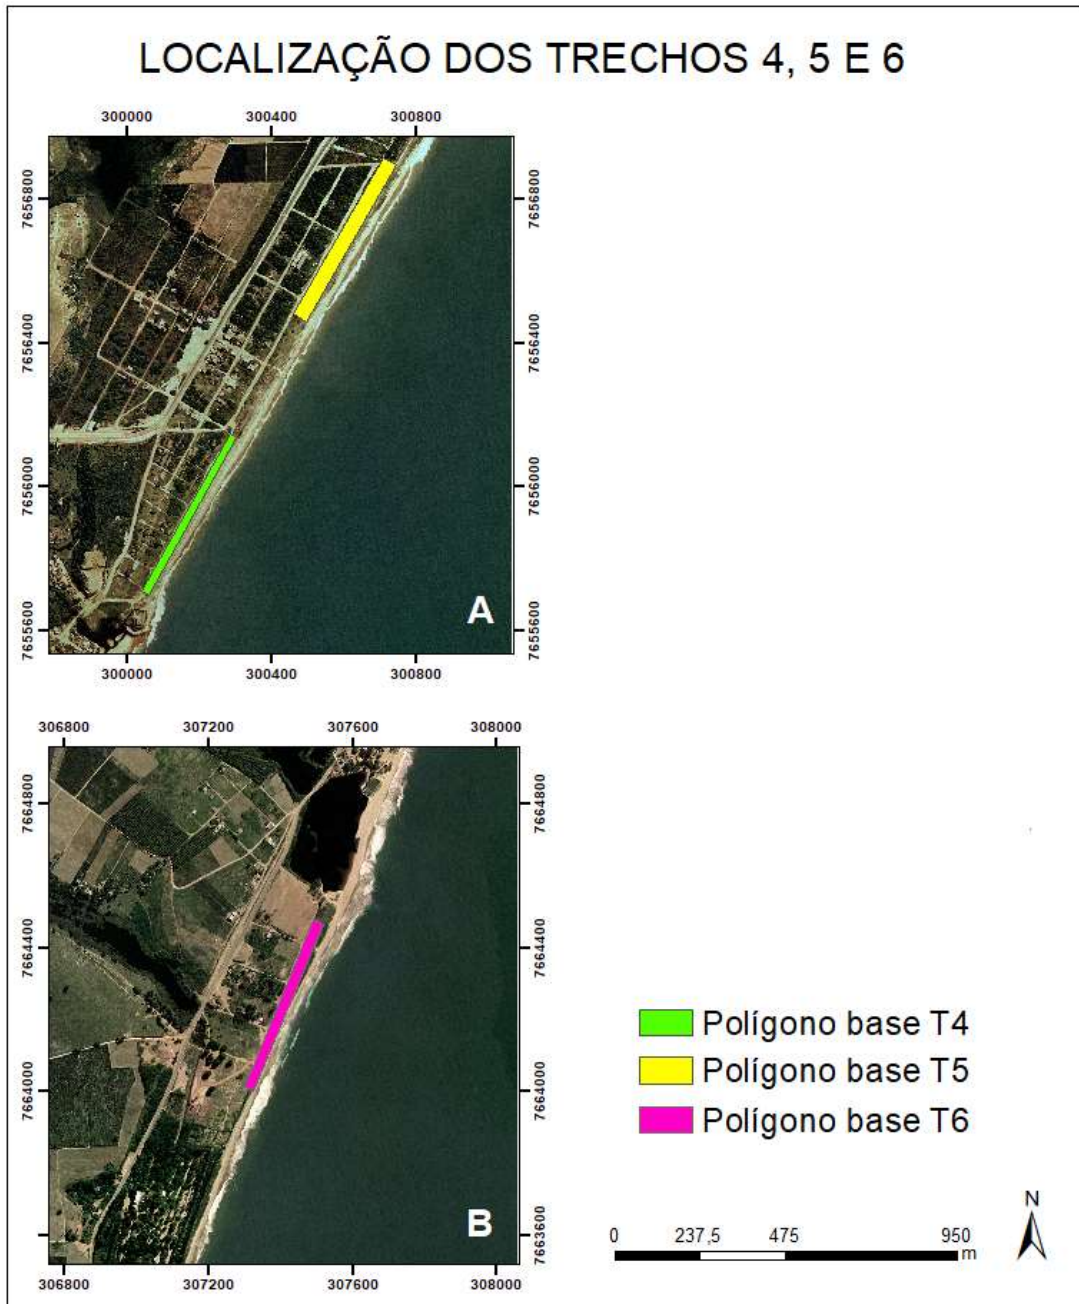 LOCALIZAÇÃO DOS TRECHOS 4, 5 E 6
300000 300400 300800
7656800 7656800
7656400 7656400
7656000 7656000
7655600 7655600
A
300000 300400 300800
306800 307200 307600 308000
7664800 7664800
7664400 7664400
7664000 7664000
7663600
B
306800 307200 307600 308000
Polígono base T4
Polígono base T5
Polígono base T6
N
0 237,5 475 950
m